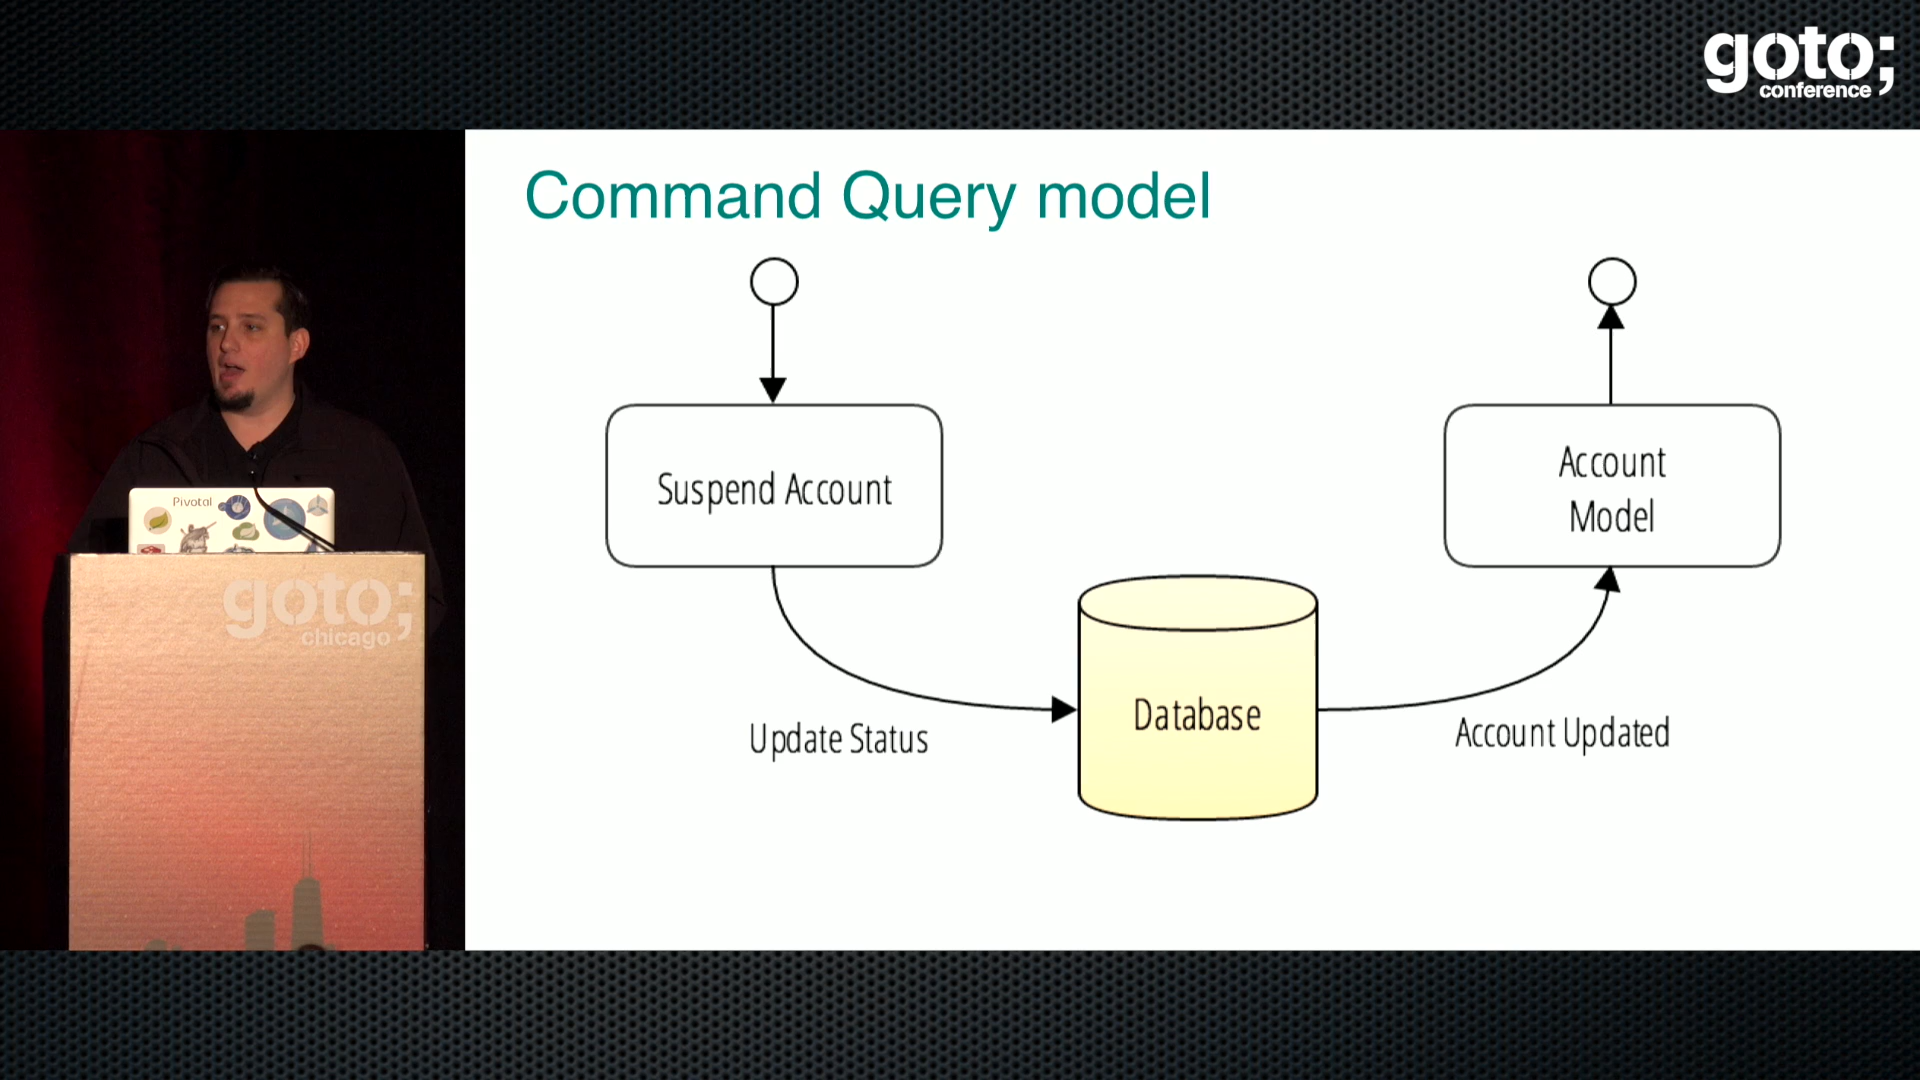 goto;
conference
Command Query model
Suspend Account
Account
Model
Database
Update Status
Account Updated
Pivotal
goto;
chicago